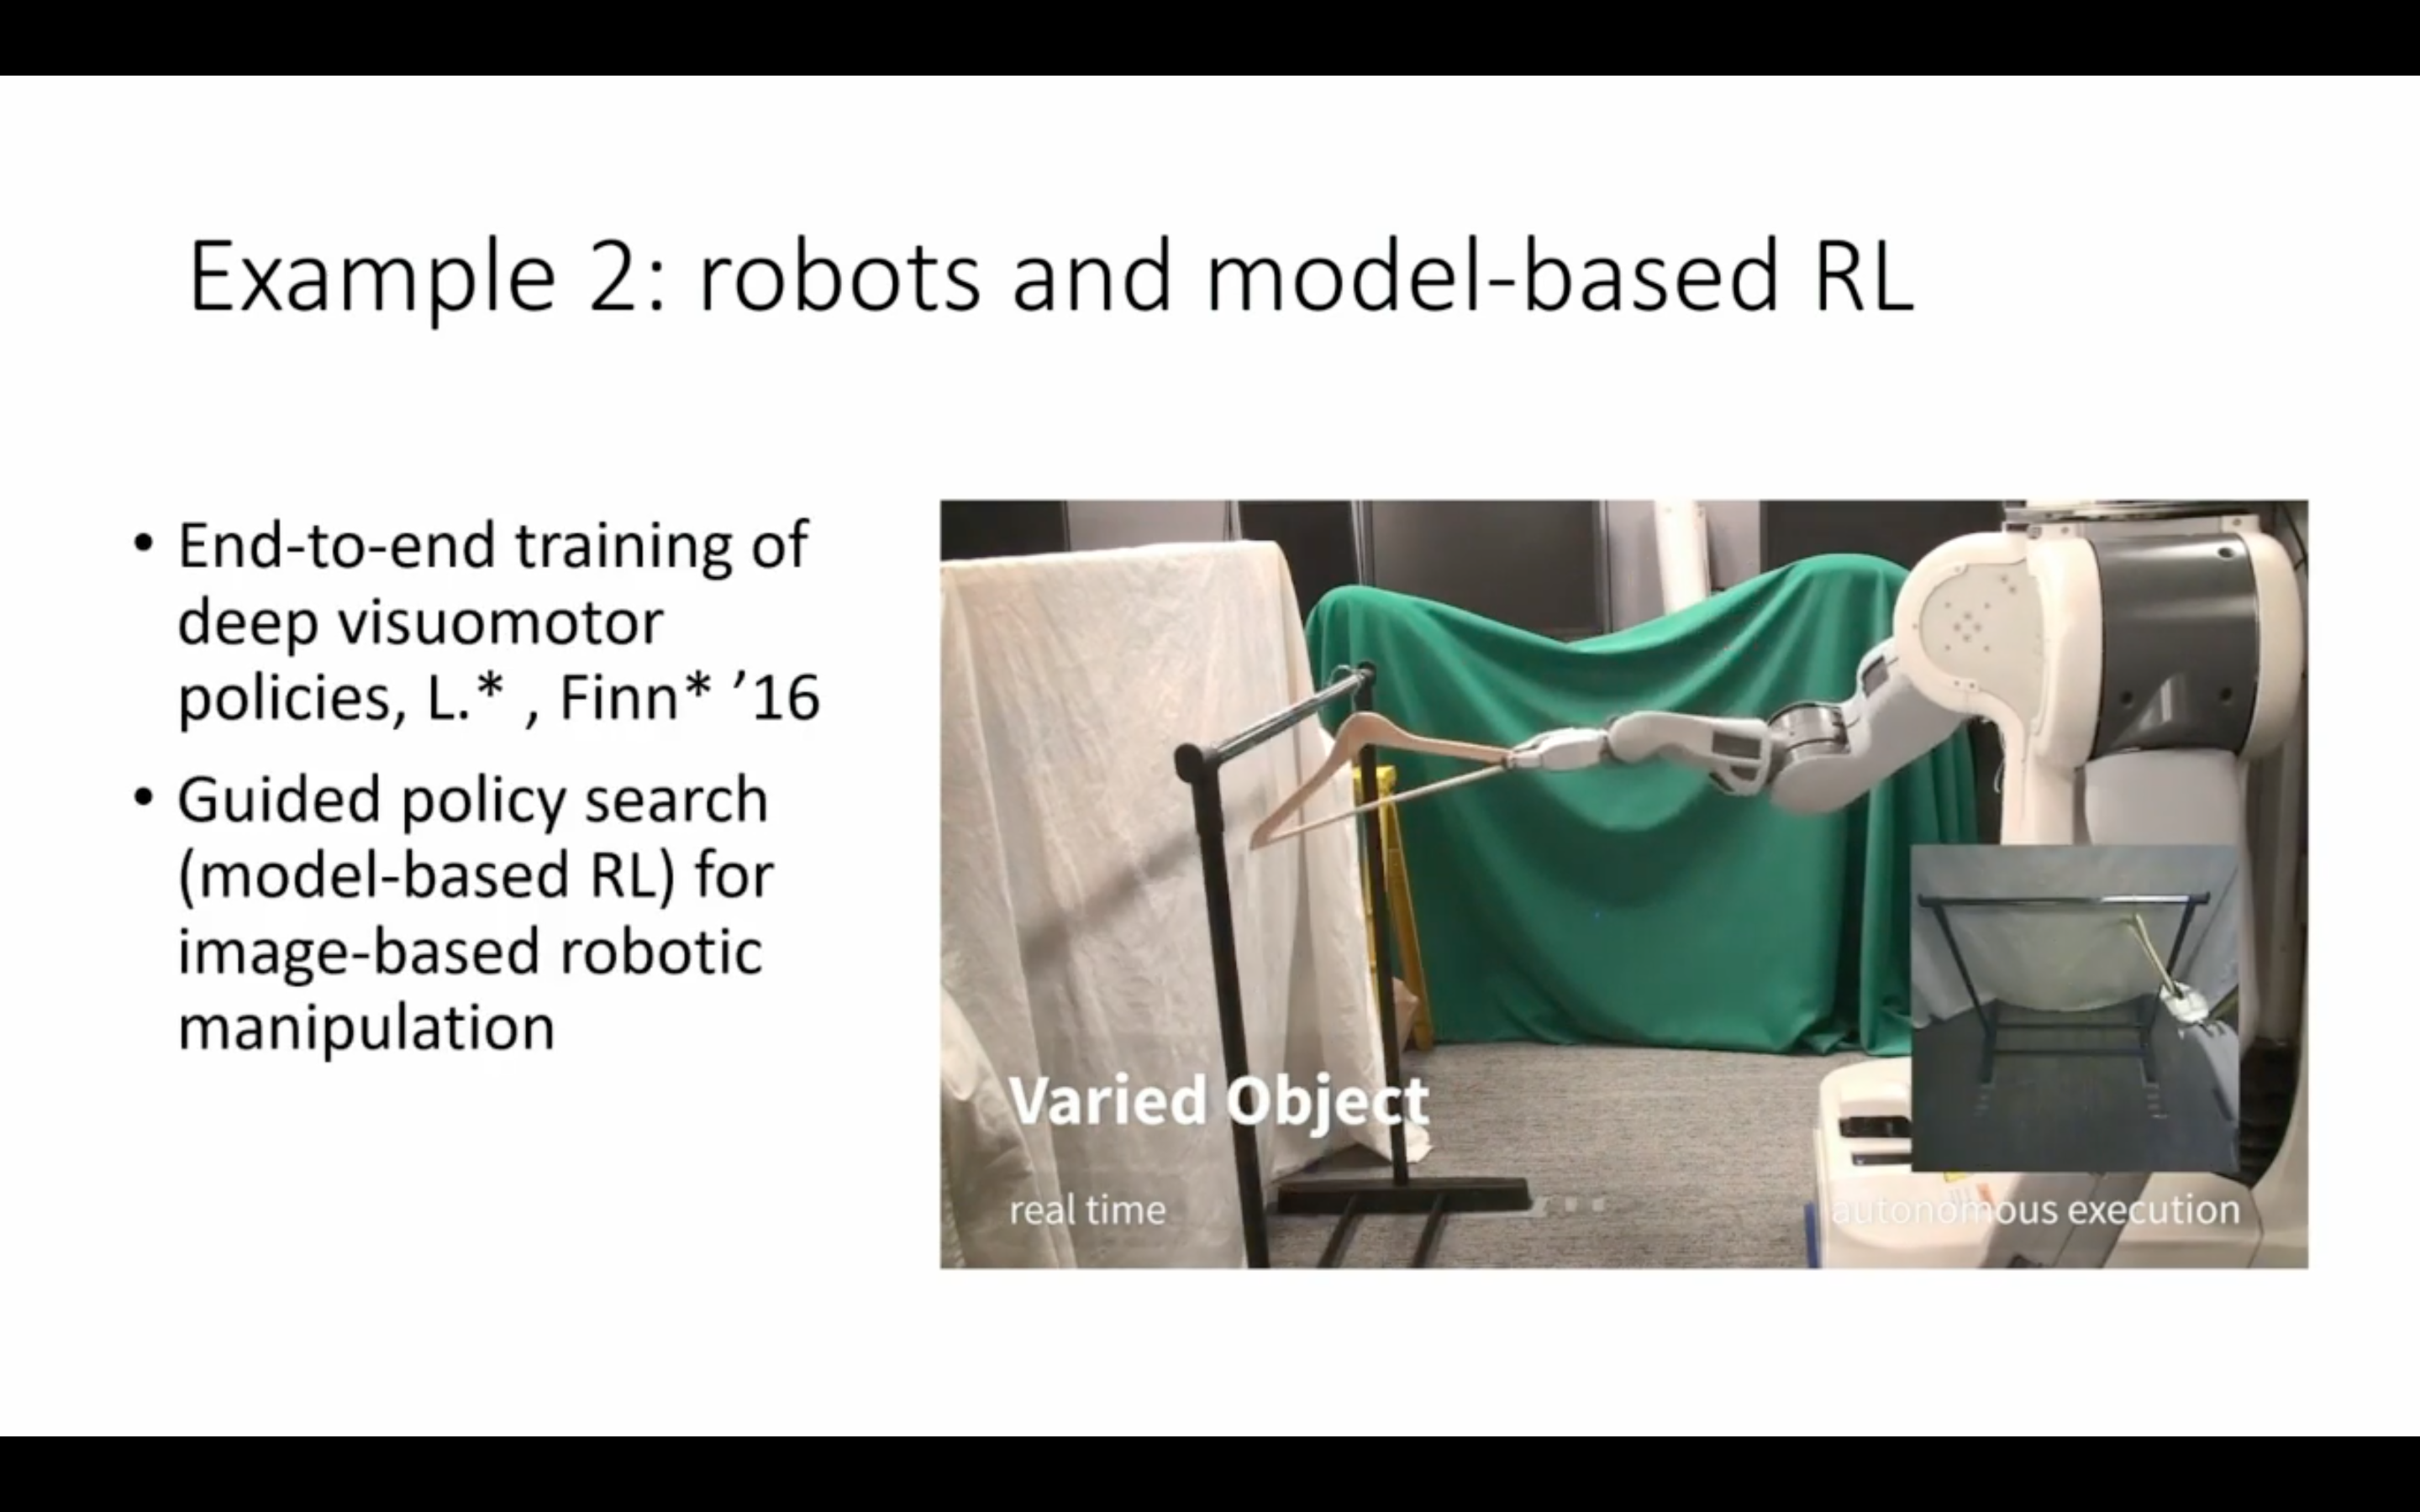 Example 2: robots and model-based RL
• End-to-end training of
deep visuomotor
policies, L.* , Finn* ’16
• Guided policy search
(model-based RL) for
image-based robotic
manipulation
Varied Object
real time
autonomous execution